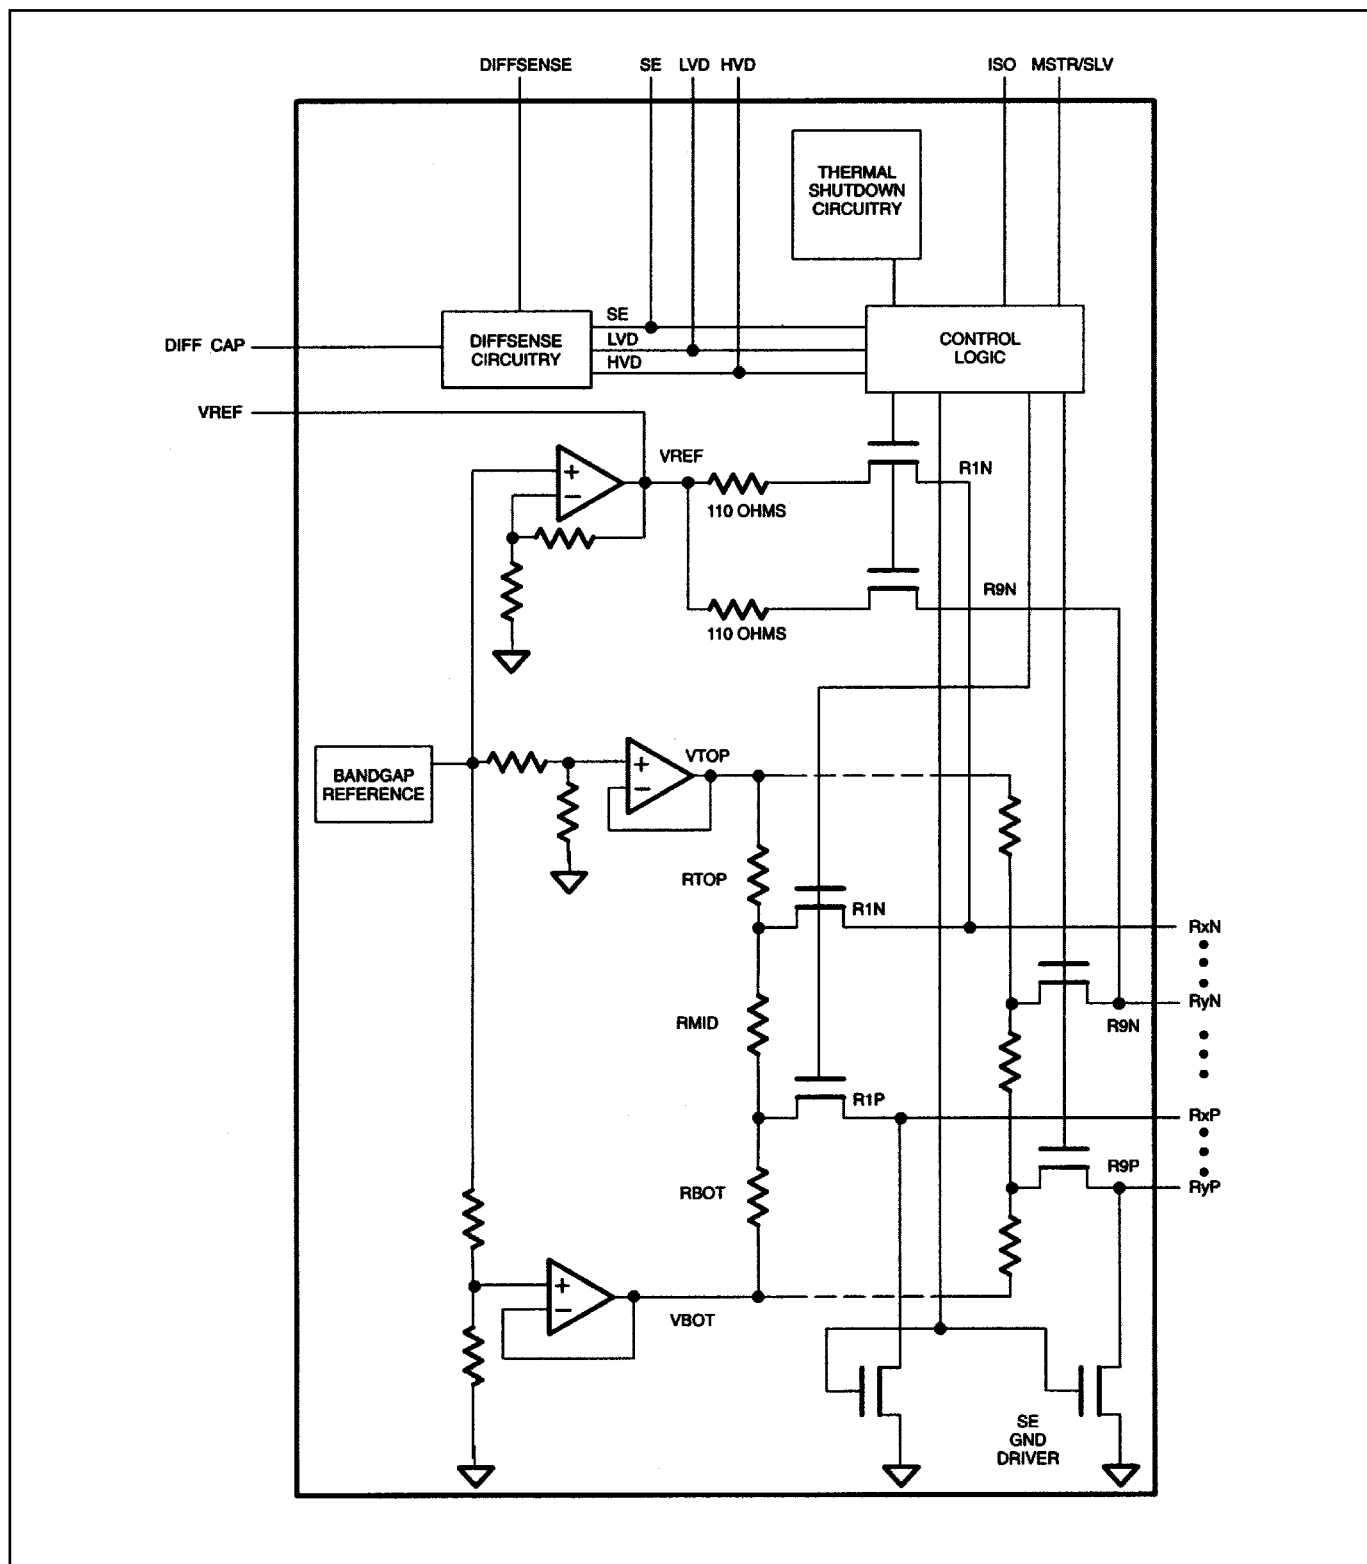 DIFFSENSE
SE
LVD
HVD
ISO
MSTR/SLV
THERMAL
SHUTDOWN
CIRCUITRY
DIFF CAP
DIFFSENSE
CIRCUITRY
SE
LVD
HVD
CONTROL
LOGIC
VREF
VREF
+
−
110 OHMS
R1N
110 OHMS
R9N
BANDGAP
REFERENCE
VTOP
+
−
RTOP
R1N
RxN
RyN
R9N
RMID
R1P
RxP
R9P
RyP
RBOT
+
−
VBOT
SE
GND
DRIVER